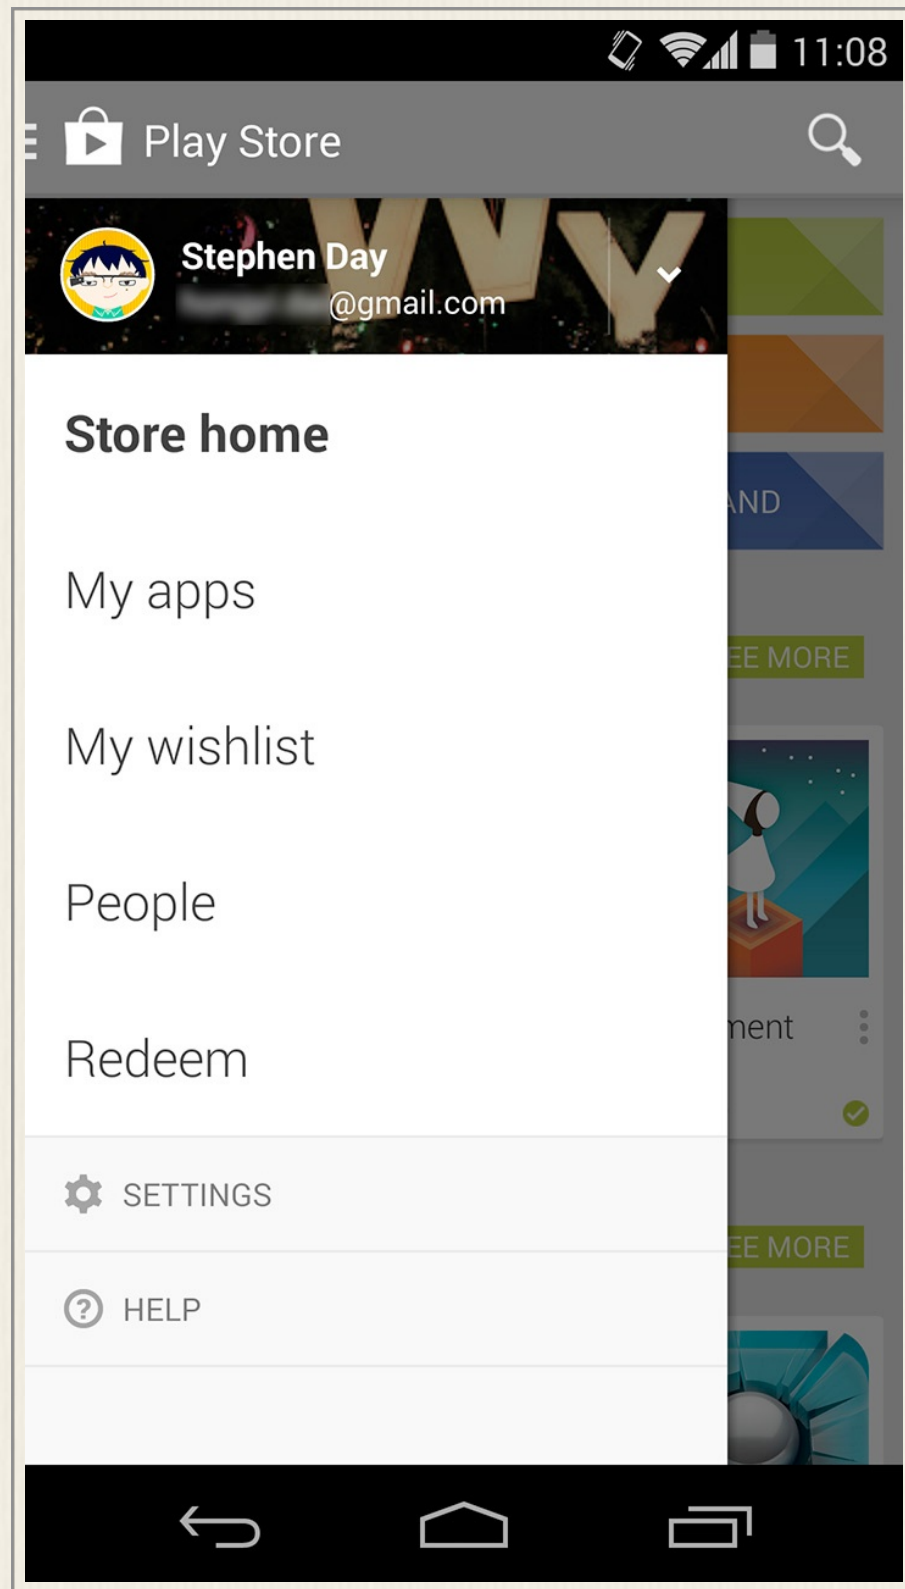 11:08
Play Store
Stephen Day
@gmail.com
Store home
AND
My apps
EE MORE
My wishlist
People
Redeem
ment
SETTINGS
EE MORE
HELP